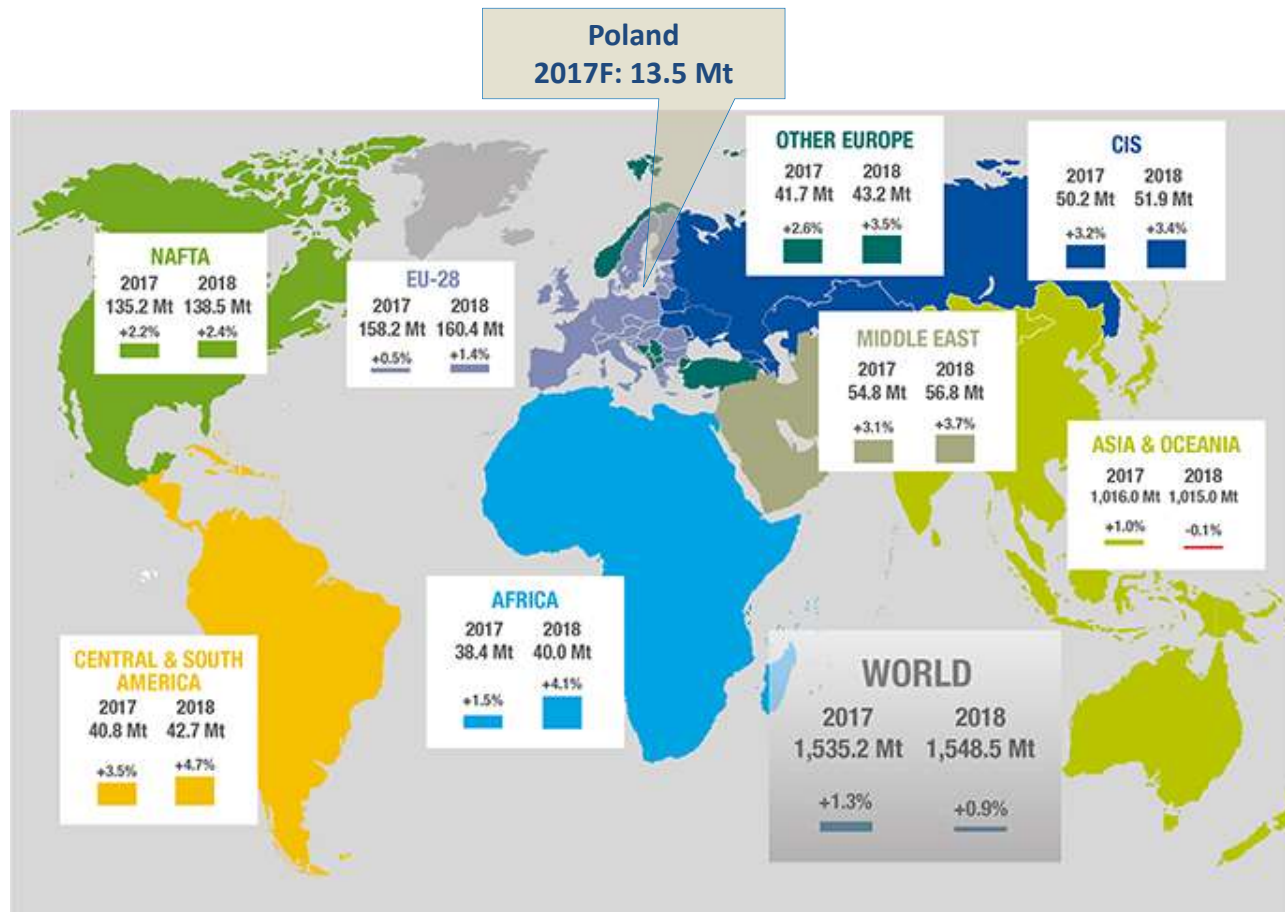 Poland
2017F: 13.5 Mt
OTHER EUROPE
2017 2018
41.7 Mt 43.2 Mt
+2.6% +3.5%
CIS
2017 2018
50.2 Mt 51.9 Mt
+3.2% +3.4%
NAFTA
2017 2018
135.2 Mt 138.5 Mt
+2.2% +2.4%
EU-28
2017 2018
158.2 Mt 160.4 Mt
+0.5% +1.4%
MIDDLE EAST
2017 2018
54.8 Mt 56.8 Mt
+3.1% +3.7%
ASIA & OCEANIA
2017 2018
1,016.0 Mt 1,015.0 Mt
+1.0% -0.1%
AFRICA
2017 2018
38.4 Mt 40.0 Mt
+1.5% +4.1%
CENTRAL & SOUTH
AMERICA
2017 2018
40.8 Mt 42.7 Mt
+3.5% +4.7%
WORLD
2017 2018
1,535.2 Mt 1,548.5 Mt
+1.3% +0.9%